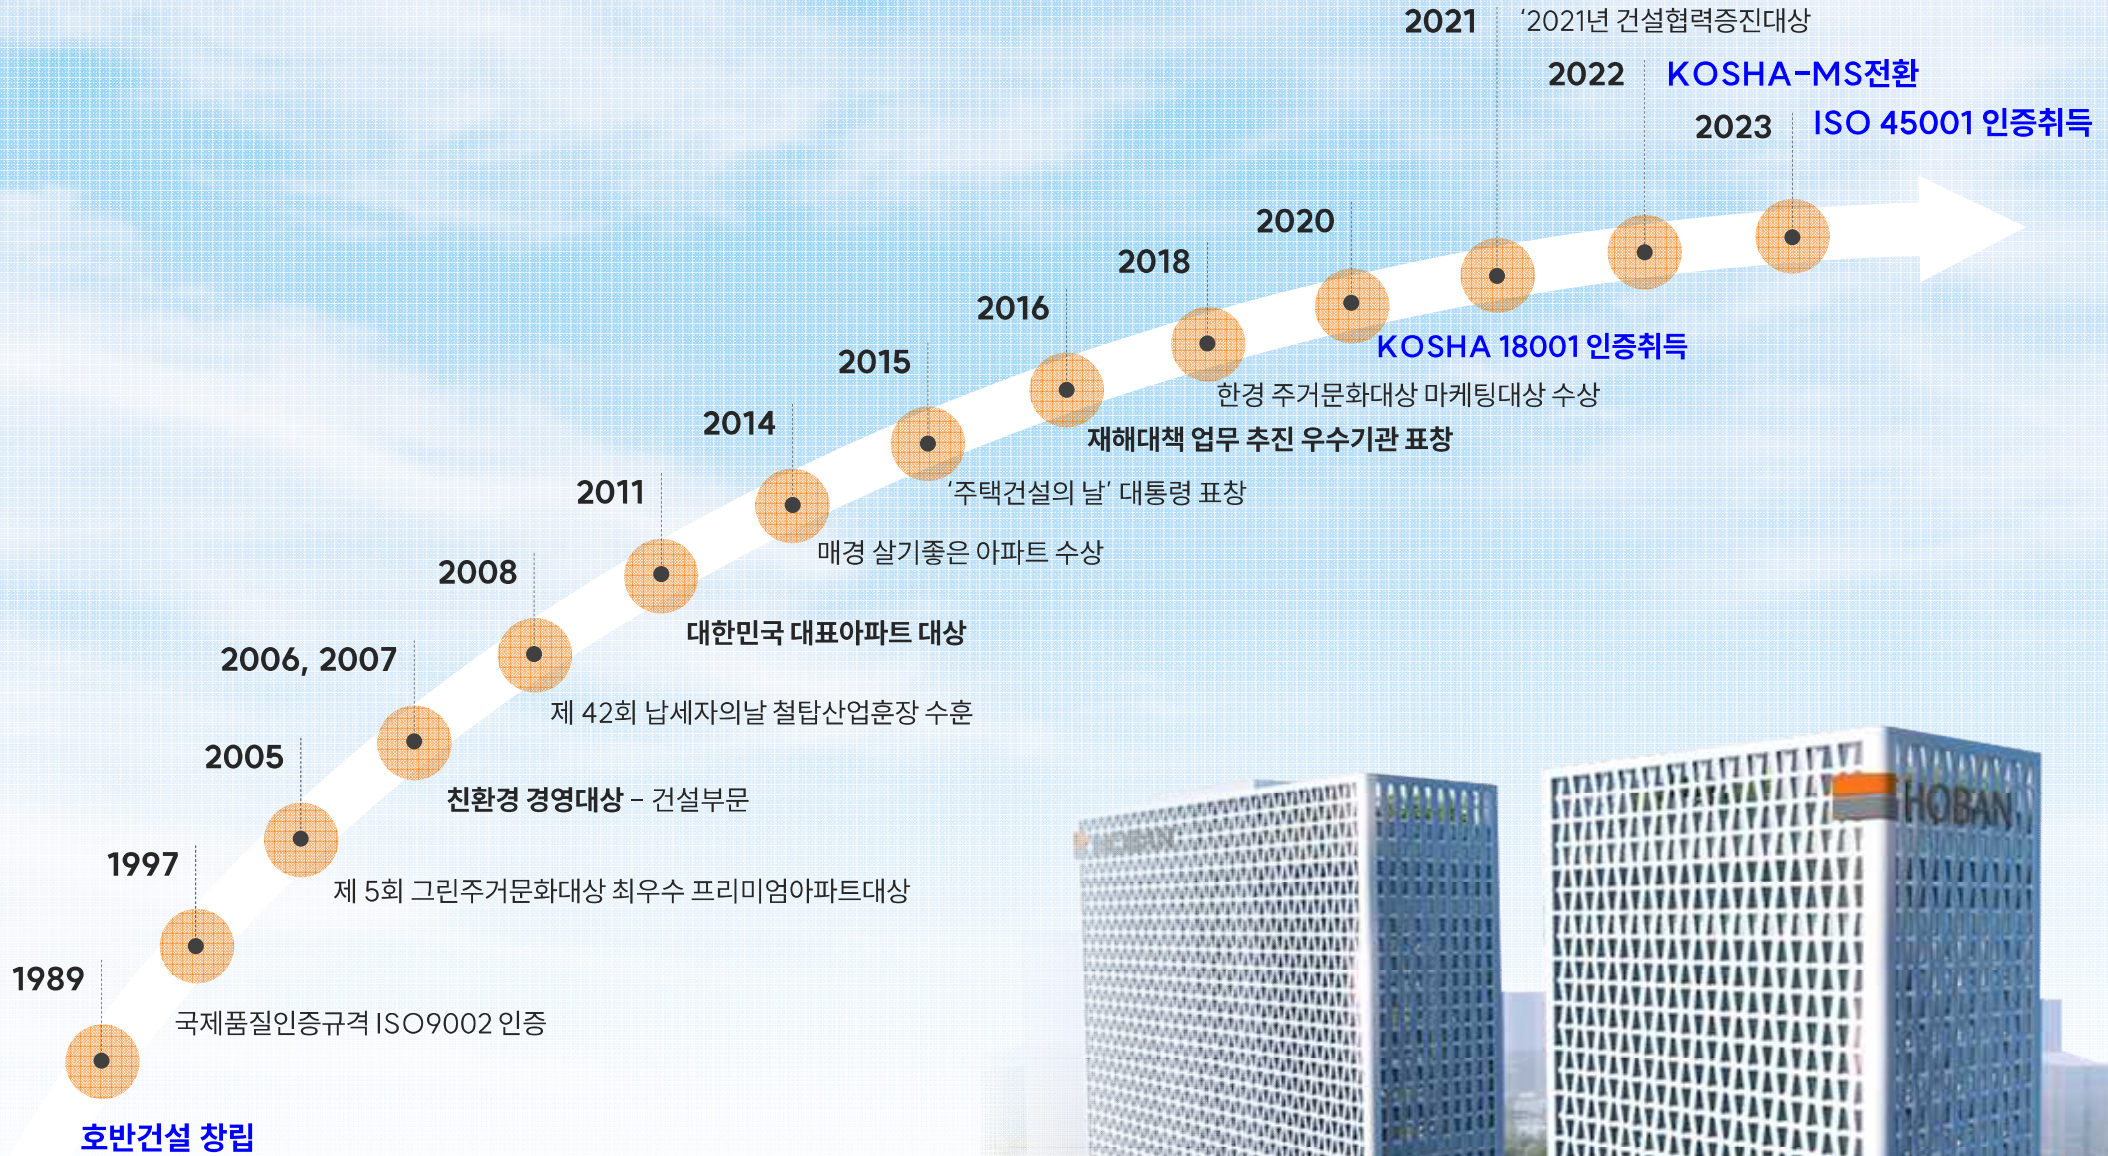 2021 ‘2021년 건설협력증진대상
2022 KOSHA-MS전환
2023 ISO 45001 인증취득
2020
KOSHA 18001 인증취득
2018
한경 주거문화대상 마케팅대상 수상
2016
재해대책 업무 추진 우수기관 표창
2015
‘주택건설의 날’ 대통령 표창
2014
매경 살기좋은 아파트 수상
2011
대한민국 대표아파트 대상
2008
제 42회 납세자의날 철탑산업훈장 수훈
2006, 2007
친환경 경영대상 – 건설부문
2005
제 5회 그린주거문화대상 최우수 프리미엄아파트대상
1997
국제품질인증규격 ISO9002 인증
1989
호반건설 창립
HOBAN
HOBAN